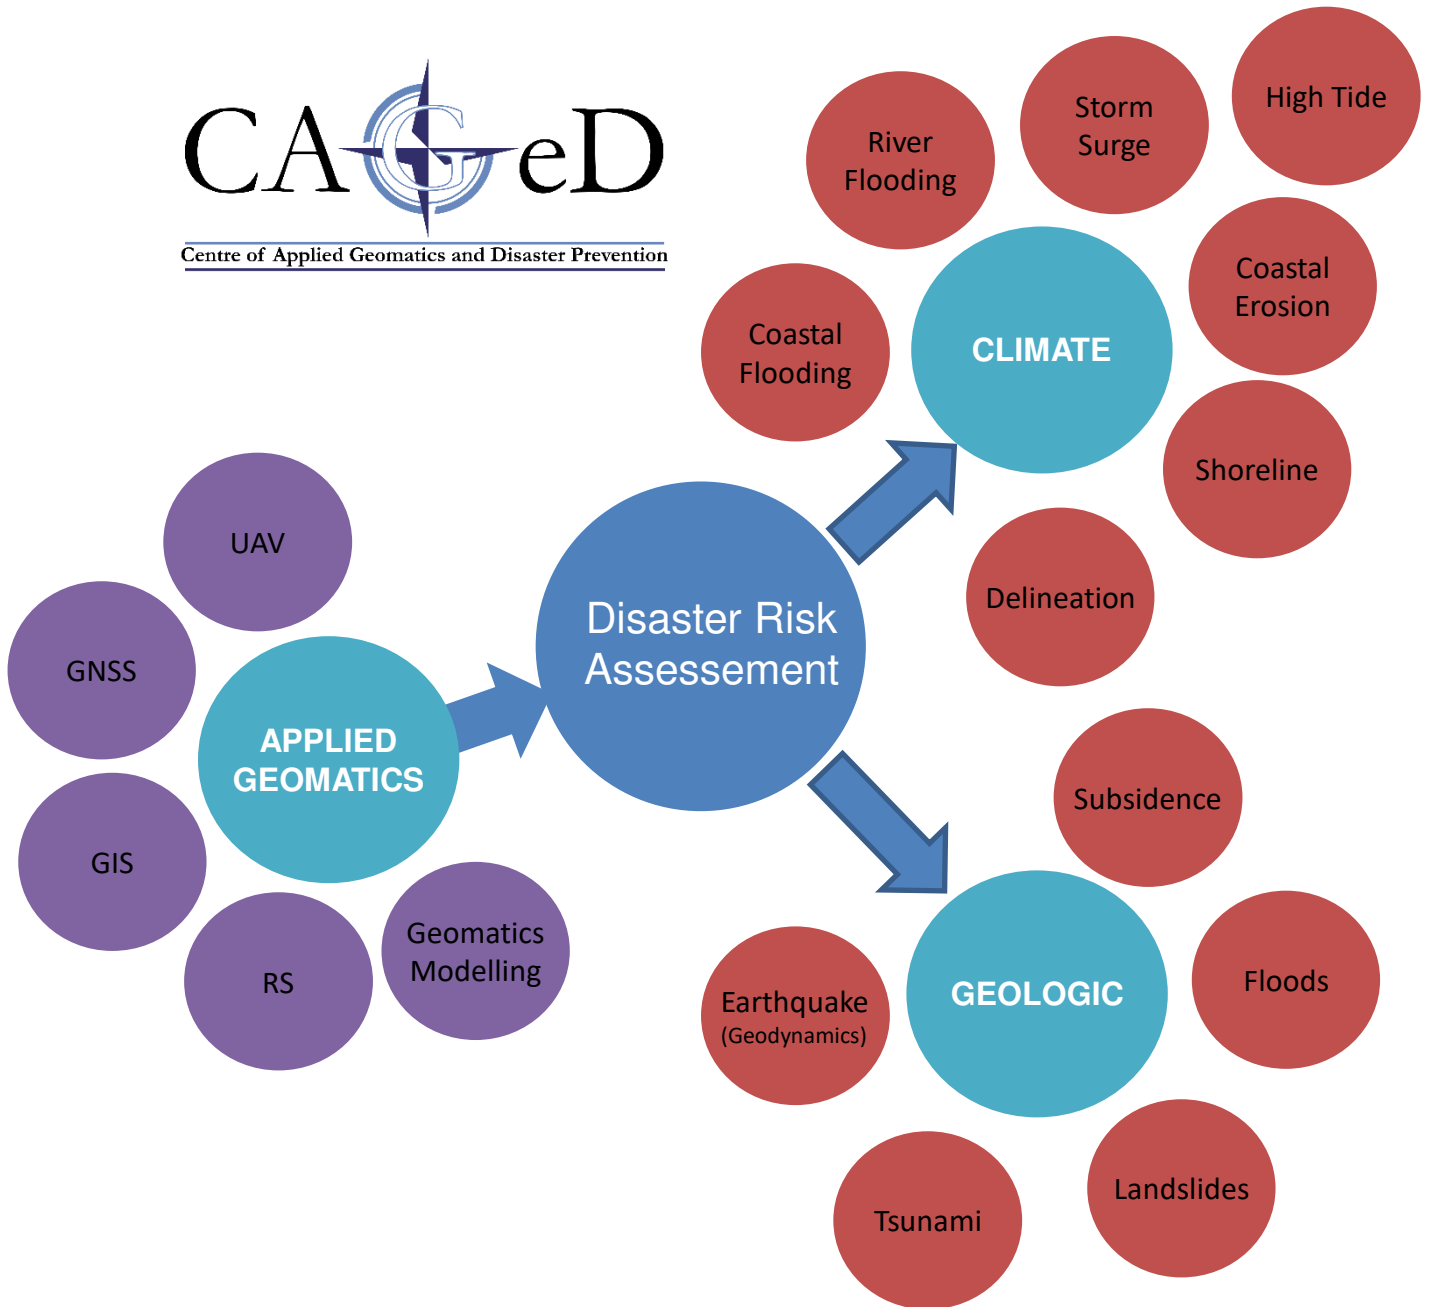 CAGeD
Centre of Applied Geomatics and Disaster Prevention
River
Flooding
Storm
Surge
High Tide
Coastal
Flooding
CLIMATE
Coastal
Erosion
Shoreline
Delineation
UAV
GNSS
APPLIED
GEOMATICS
GIS
RS
Geomatics
Modelling
Disaster Risk
Assessement
Subsidence
Earthquake
(Geodynamics)
GEOLOGIC
Floods
Tsunami
Landslides